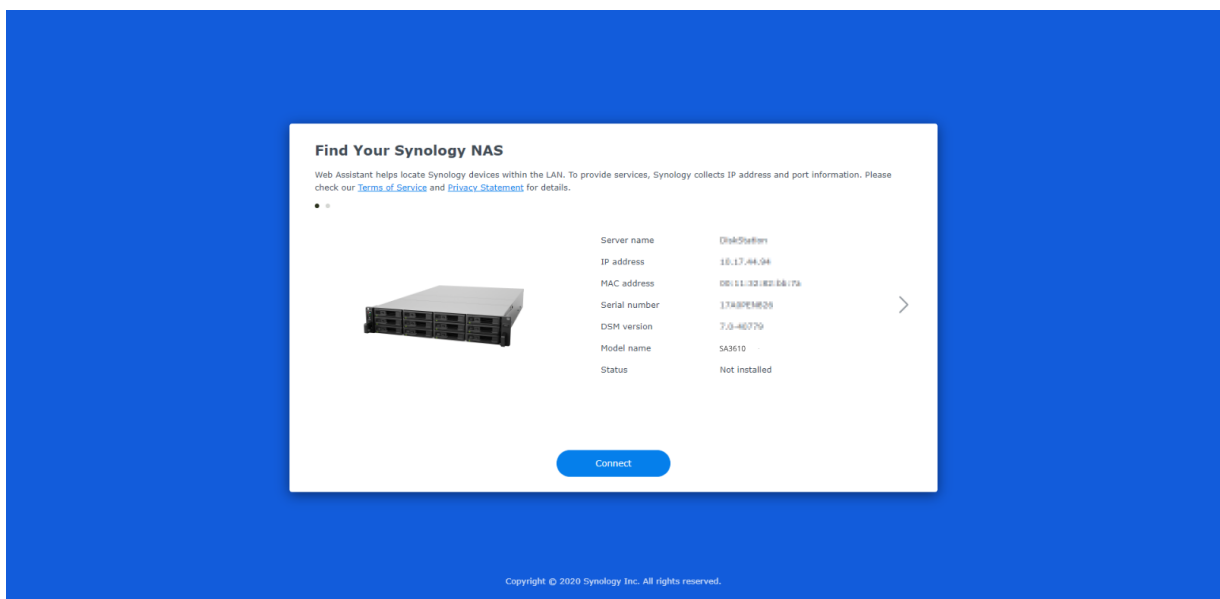 Find Your Synology NAS
Web Assistant helps locate Synology devices within the LAN. To provide services, Synology collects IP address and port information. Please
check our Terms of Service and Privacy Statement for details.
Server name DiskStation
IP address
MAC address
Serial number
DSM version
Model name SA3610
Status Not installed
Connect
Copyright © 2020 Synology Inc. All rights reserved.